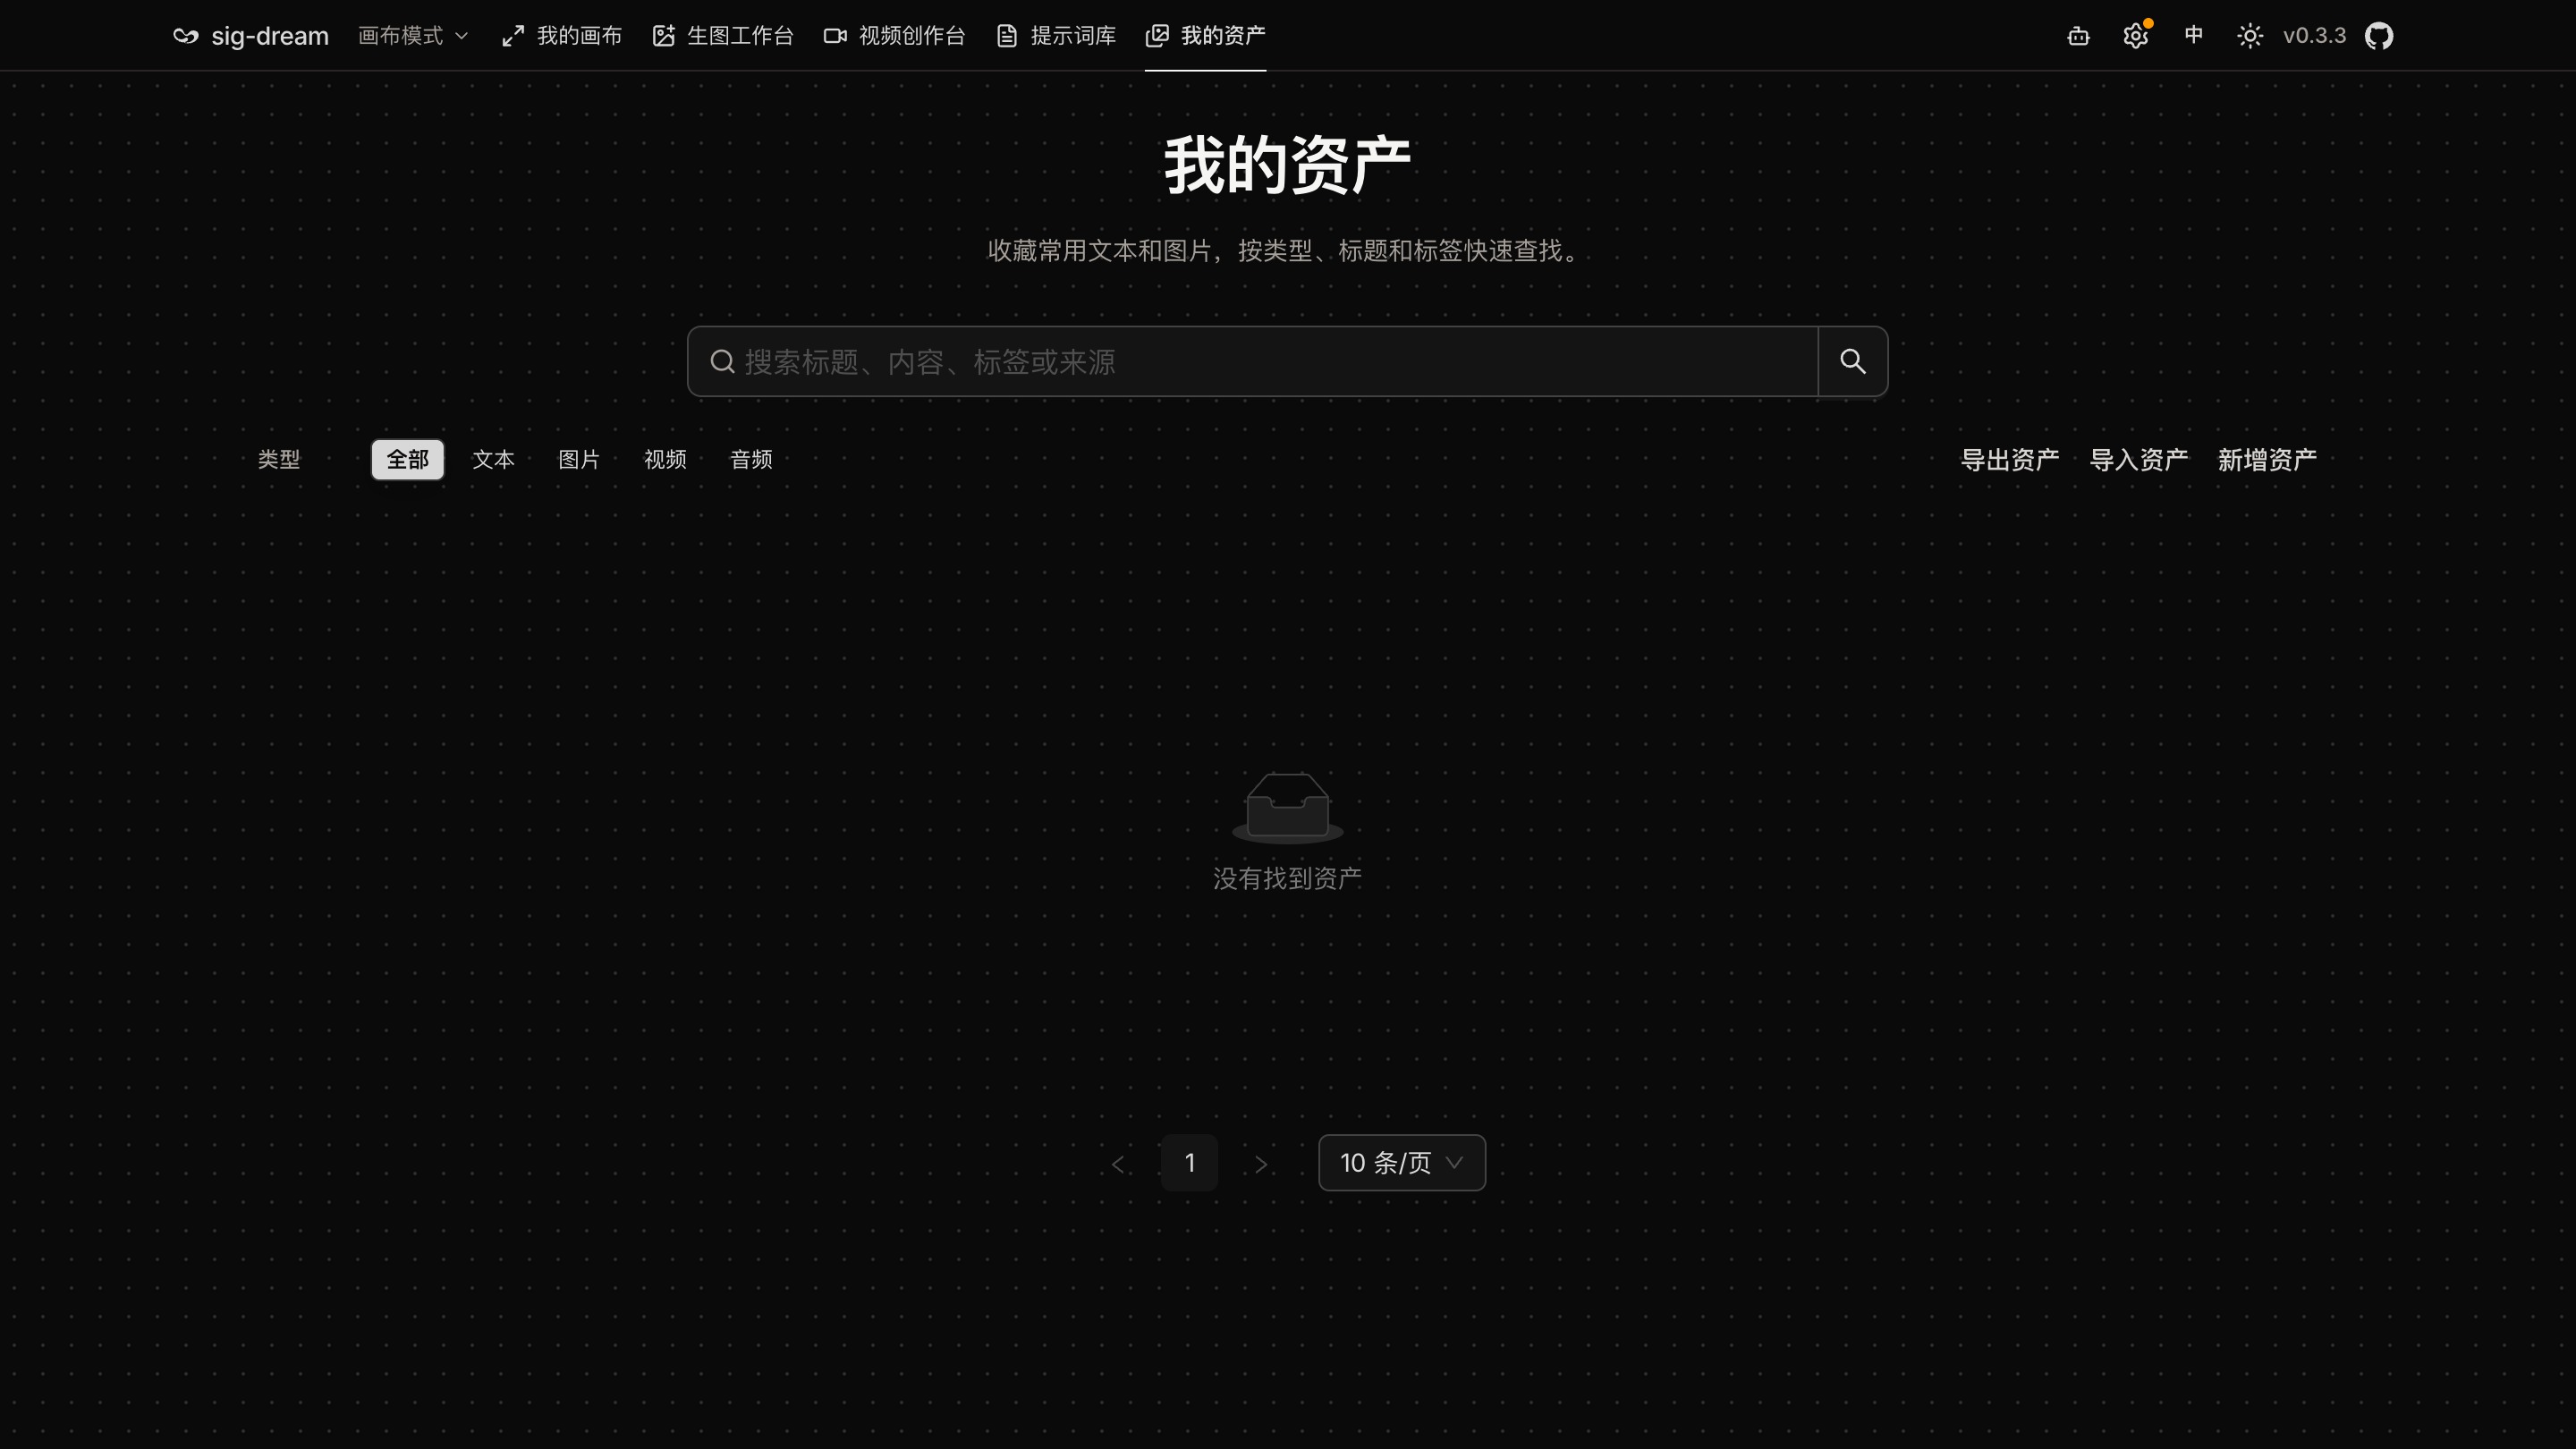 sig-dream 画布模式 我的画布 生图工作台 视频创作台 提示词库 我的资产 中 v0.3.3
我的资产
收藏常用文本和图片，按类型、标题和标签快速查找。
搜索标题、内容、标签或来源
类型 全部 文本 图片 视频 音频 导出资产 导入资产 新增资产
没有找到资产
1 10 条/页